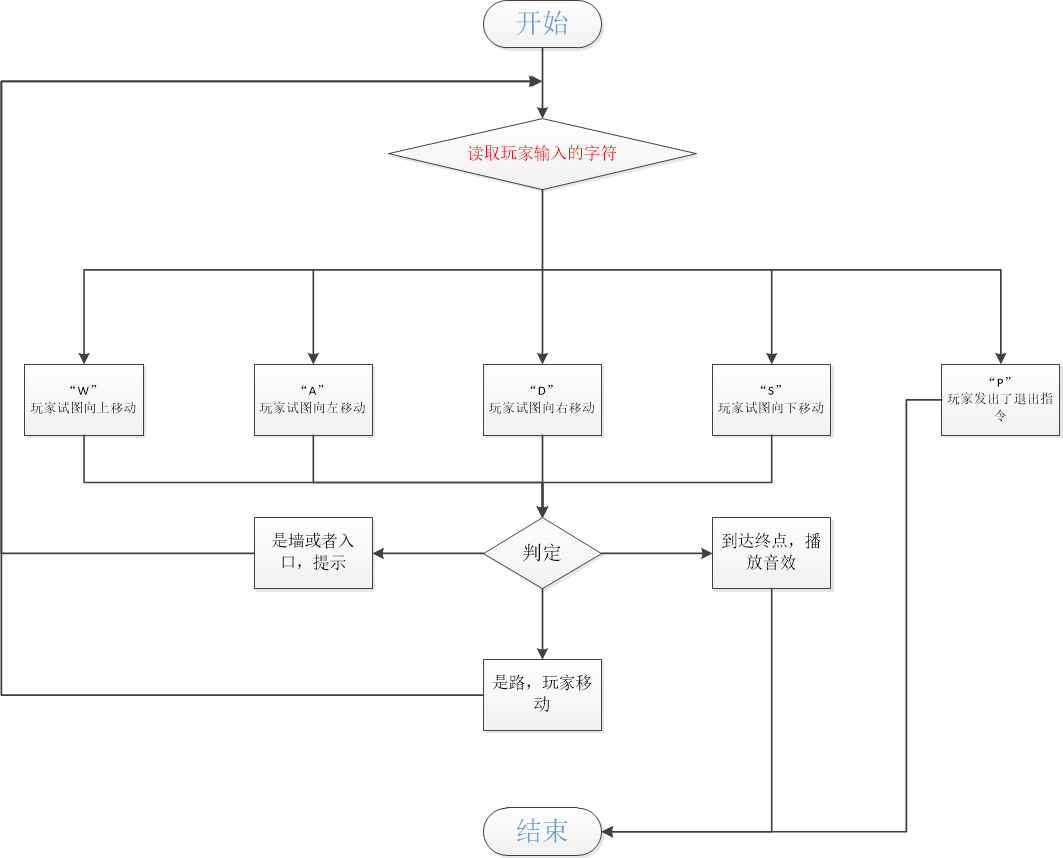 开始
读取玩家输入的字符
“W”
玩家试图向上移动
“A”
玩家试图向左移动
“D”
玩家试图向右移动
“S”
玩家试图向下移动
“P”
玩家发出了退出指
令
是墙或者入
口，提示
判定
到达终点，播
放音效
是路，玩家移
动
结束